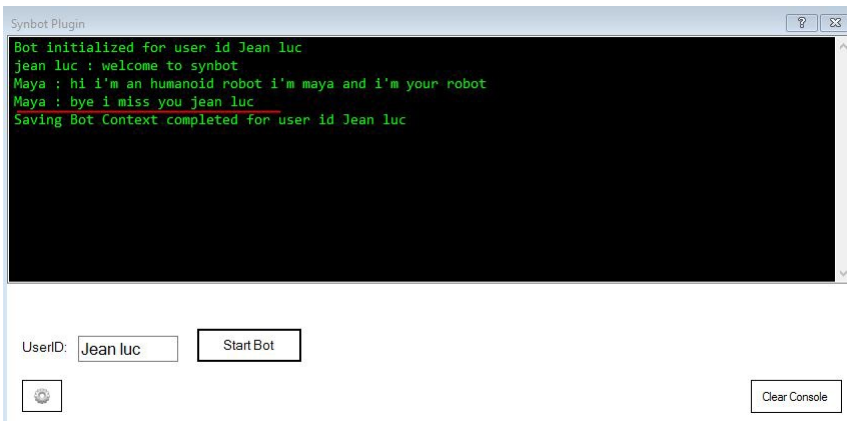 Synbot Plugin
Bot initialized for user id Jean luc
jean luc : welcome to synbot
Maya : hi i'm an humanoid robot i'm maya and i'm your robot
Maya : bye i miss you jean luc
Saving Bot Context completed for user id Jean luc
UserID: Jean luc Start Bot
Clear Console